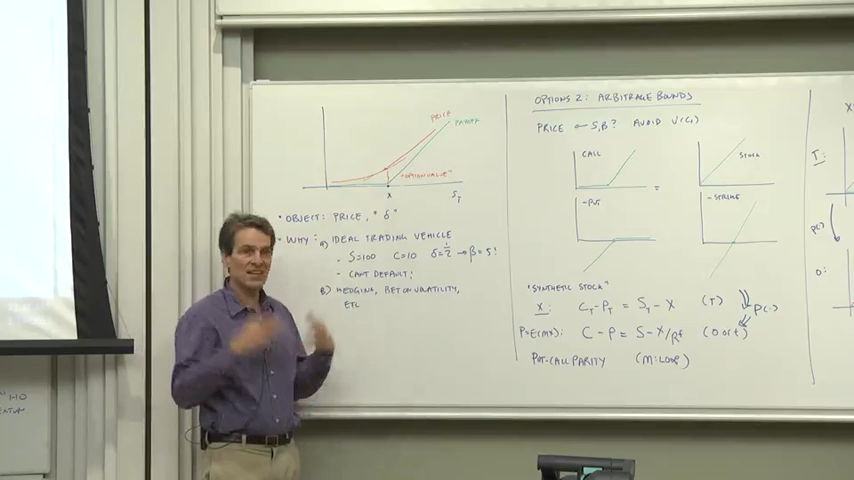 PRICE
PAYOFF
"OPTION VALUE"
X
S_T
• OBJECT: PRICE, "δ"
• WHY: a) IDEAL TRADING VEHICLE
• S=100 C=10 δ=½ → β=5!
- CAN'T DEFAULT;
B) HEDGING, BET ON VOLATILITY,
ETC
OPTIONS 2: ARBITRAGE BOUNDS
PRICE ← S,B? AVOID U'(C)
CALL
=
STOCK
-PUT
-STRIKE
"SYNTHETIC STOCK"
X: C_T-P_T = S_T-X (T)
P(·)
P=E(MX): C-P = S-X/R^f (0 OR t)
PUT-CALL PARITY (M: LOOP)
X
T:
P(·)
0: